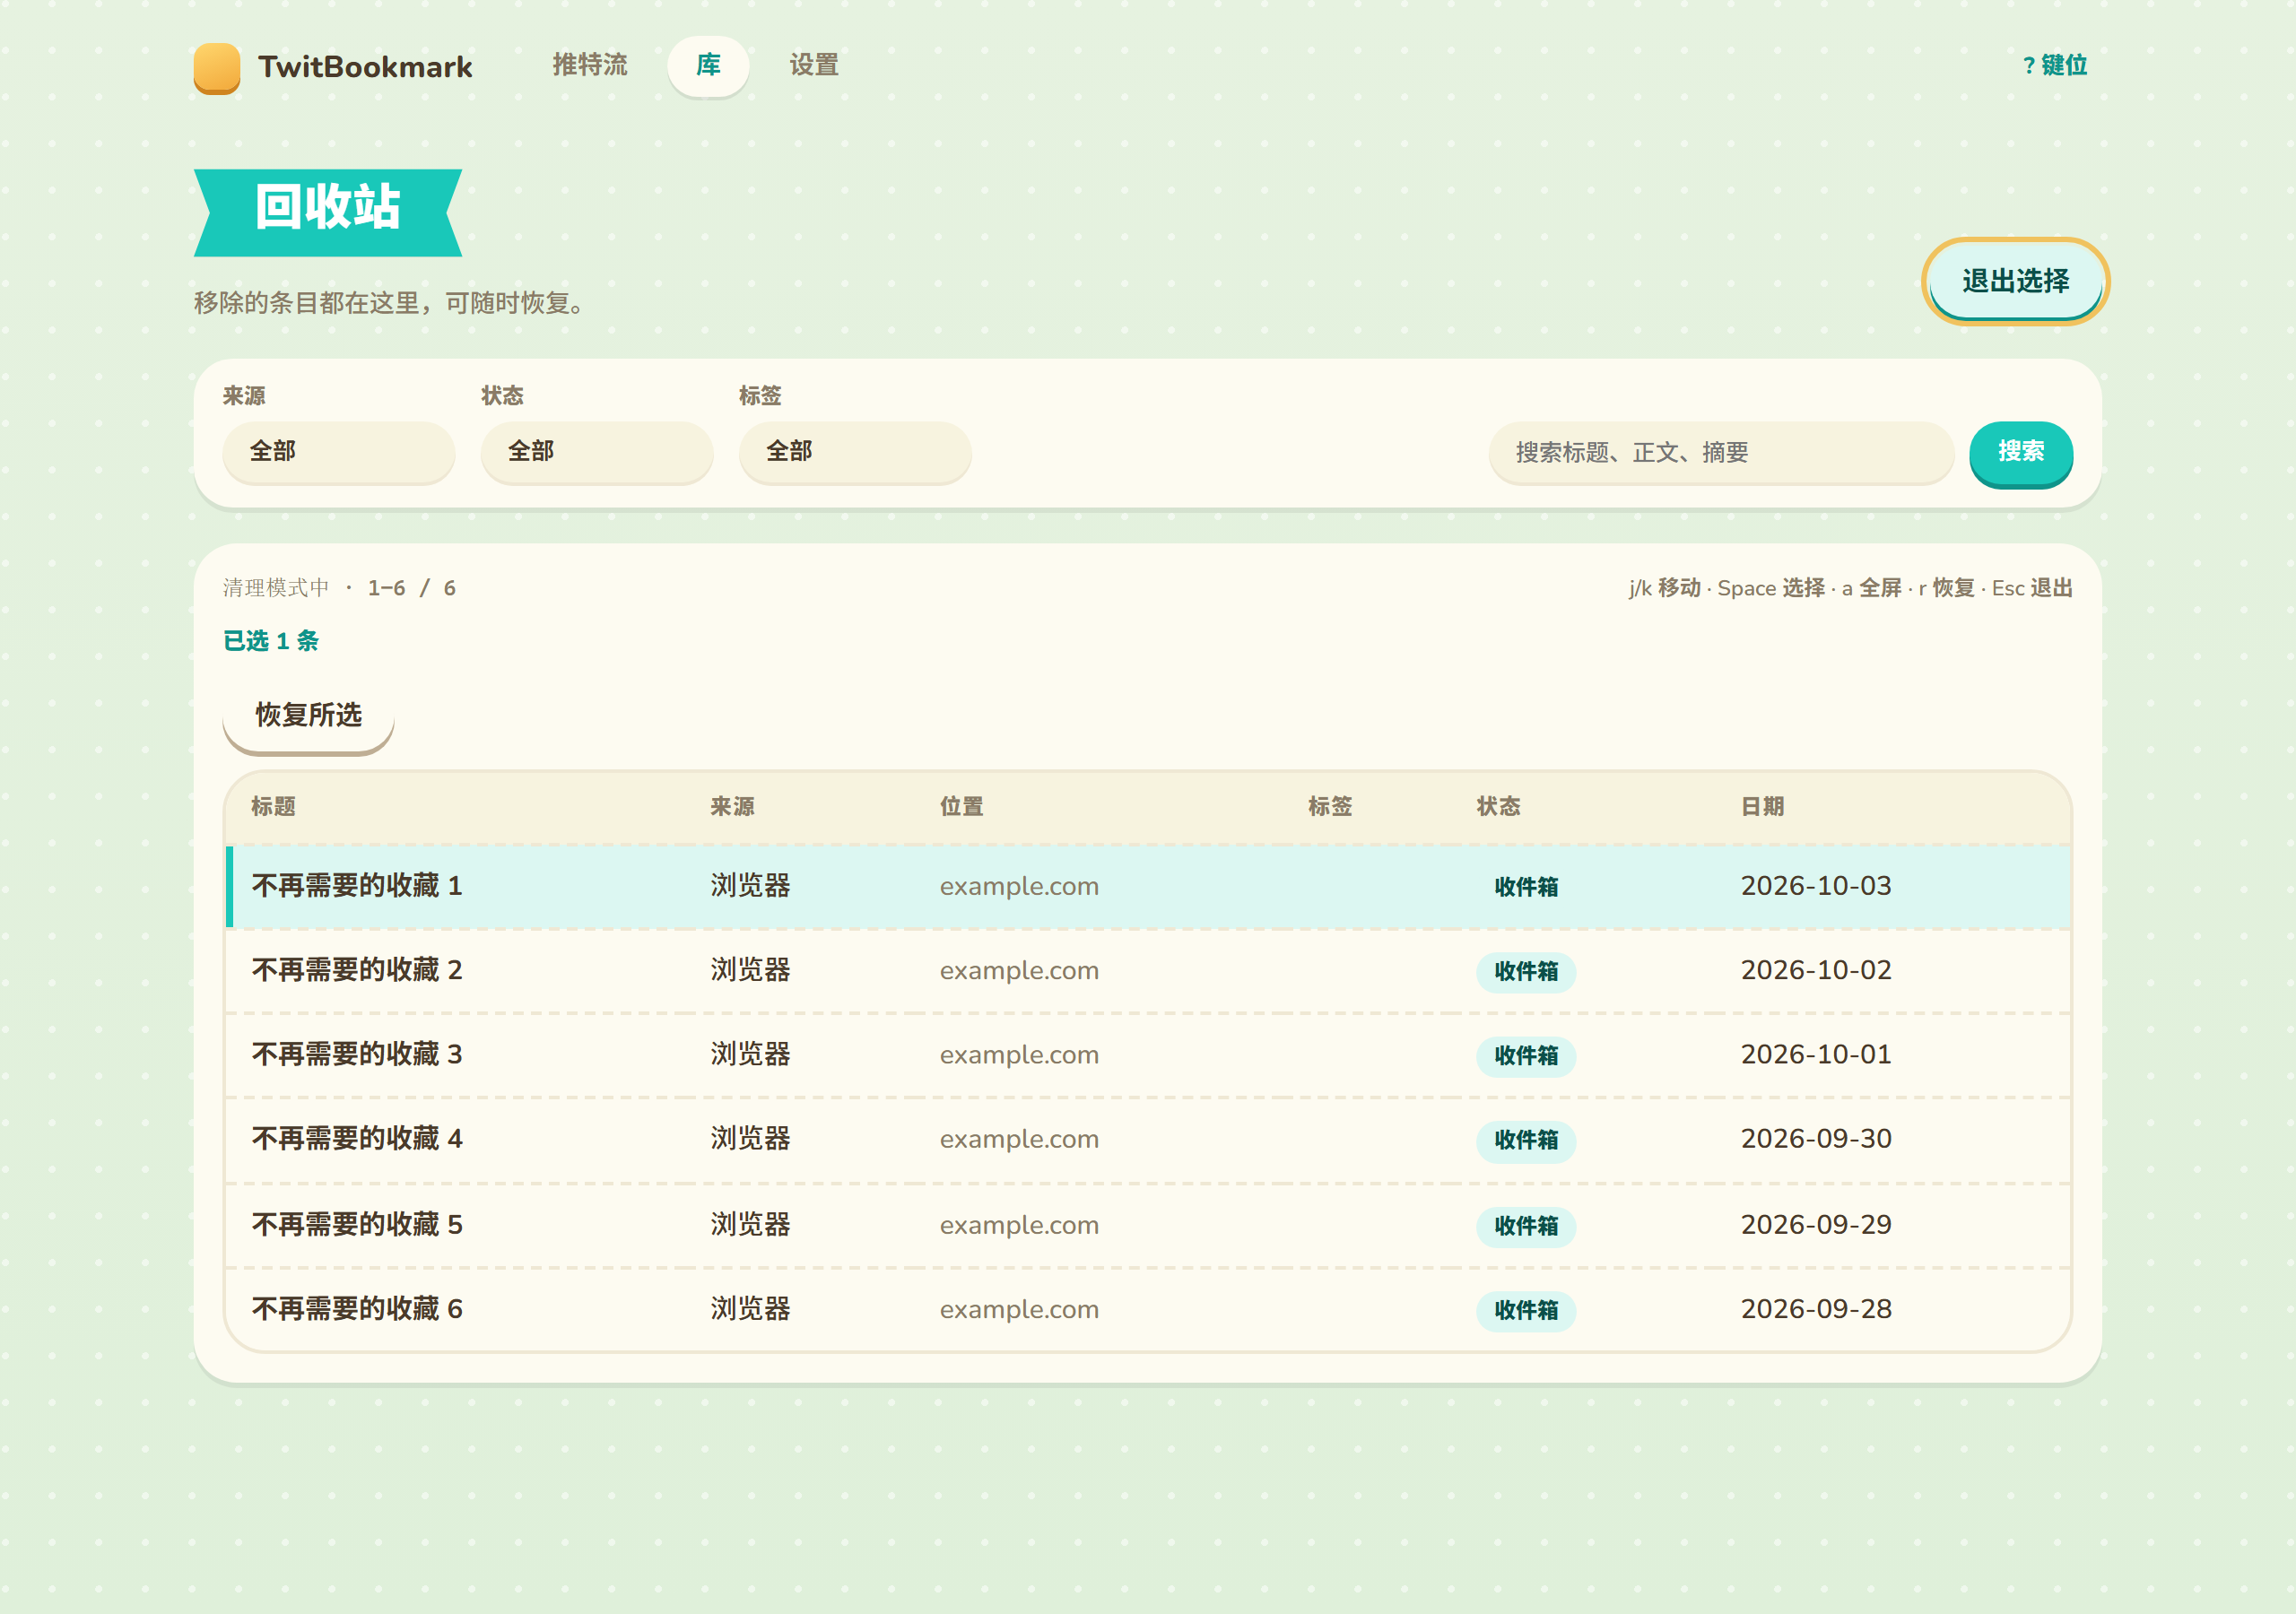 TwitBookmark 推特流 库 设置 ? 键位
回收站
移除的条目都在这里，可随时恢复。
退出选择
来源 状态 标签
全部 全部 全部 搜索标题、正文、摘要 搜索
清理模式中 · 1–6 / 6 j/k 移动 · Space 选择 · a 全屏 · r 恢复 · Esc 退出
已选 1 条
恢复所选
标题 来源 位置 标签 状态 日期
不再需要的收藏 1 浏览器 example.com 收件箱 2026-10-03
不再需要的收藏 2 浏览器 example.com 收件箱 2026-10-02
不再需要的收藏 3 浏览器 example.com 收件箱 2026-10-01
不再需要的收藏 4 浏览器 example.com 收件箱 2026-09-30
不再需要的收藏 5 浏览器 example.com 收件箱 2026-09-29
不再需要的收藏 6 浏览器 example.com 收件箱 2026-09-28